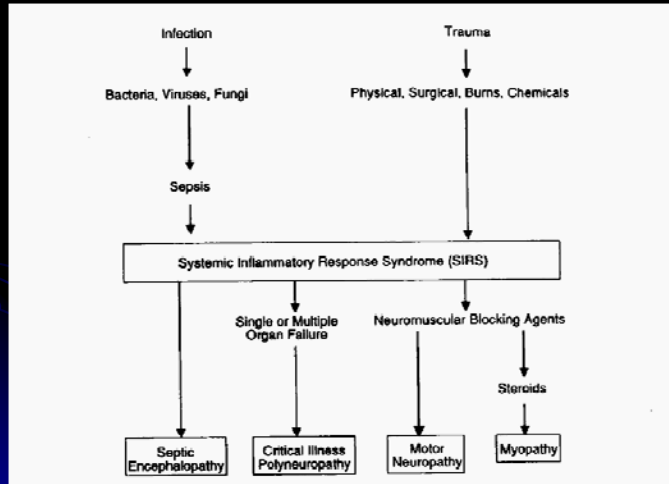 Infection
Trauma
Bacteria, Viruses, Fungi
Physical, Surgical, Burns, Chemicals
Sepsis
Systemic Inflammatory Response Syndrome (SIRS)
Single or Multiple
Organ Failure
Neuromuscular Blocking Agents
Steroids
Septic
Encephalopathy
Critical Illness
Polyneuropathy
Motor
Neuropathy
Myopathy